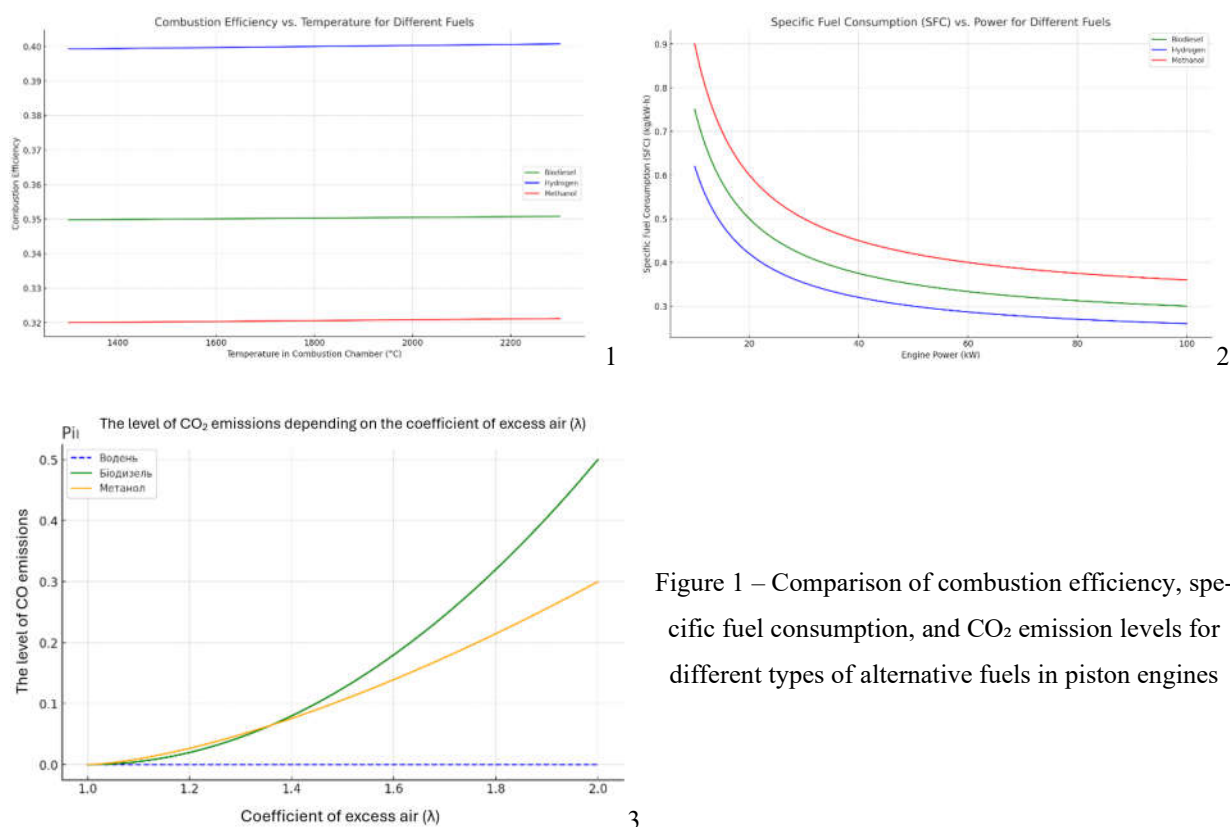 Combustion Efficiency vs. Temperature for Different Fuels
0.40
0.39
0.38
0.37
0.36
0.35
0.34
0.33
0.32
Combustion Efficiency
Biodiesel
Hydrogen
Methanol
1400 1600 1800 2000 2200
Temperature in Combustion Chamber (°C)
1
Specific Fuel Consumption (SFC) vs. Power for Different Fuels
0.9
0.8
0.7
0.6
0.5
0.4
0.3
Specific Fuel Consumption (SFC) (kg/kW-h)
Biodiesel
Hydrogen
Methanol
20 40 60 80 100
Engine Power (kW)
2
The level of CO₂ emissions depending on the coefficient of excess air (λ)
Рів
Водень
Біодизель
Метанол
0.5
0.4
0.3
0.2
0.1
0.0
The level of CO emissions
1.0 1.2 1.4 1.6 1.8 2.0
Coefficient of excess air (λ)
3
Figure 1 – Comparison of combustion efficiency, spe-
cific fuel consumption, and CO₂ emission levels for
different types of alternative fuels in piston engines